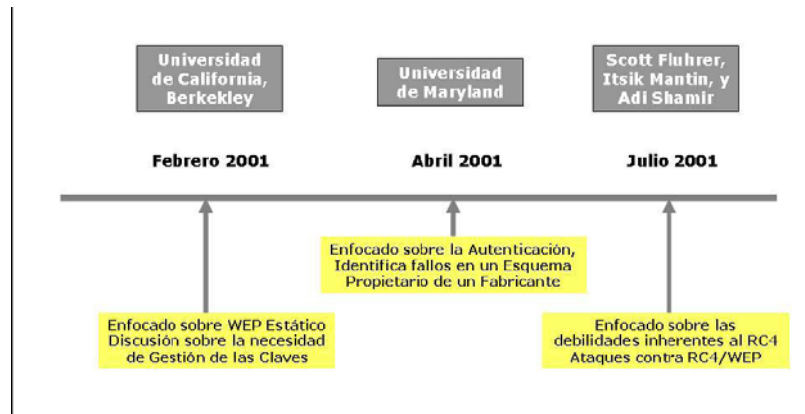 Universidad
de California,
Berkekley
Universidad
de Maryland
Scott Fluhrer,
Itsik Mantin, y
Adi Shamir
Febrero 2001
Abril 2001
Julio 2001
Enfocado sobre la Autenticación,
Identifica fallos en un Esquema
Propietario de un Fabricante
Enfocado sobre WEP Estático
Discusión sobre la necesidad
de Gestión de las Claves
Enfocado sobre las
debilidades inherentes al RC4
Ataques contra RC4/WEP